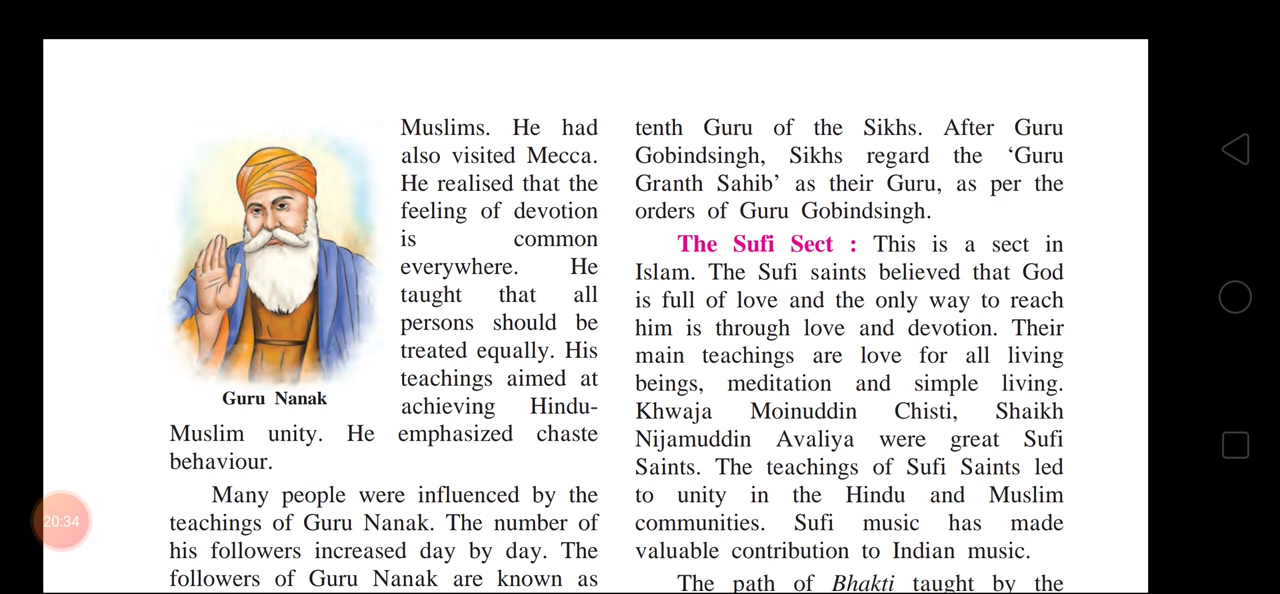 Muslims. He had
also visited Mecca.
He realised that the
feeling of devotion
is common
everywhere. He
taught that all
persons should be
treated equally. His
teachings aimed at
achieving Hindu-
Guru Nanak
Muslim unity. He emphasized chaste
behaviour.
Many people were influenced by the
teachings of Guru Nanak. The number of
his followers increased day by day. The
followers of Guru Nanak are known as
tenth Guru of the Sikhs. After Guru
Gobindsingh, Sikhs regard the ‘Guru
Granth Sahib’ as their Guru, as per the
orders of Guru Gobindsingh.
The Sufi Sect : This is a sect in
Islam. The Sufi saints believed that God
is full of love and the only way to reach
him is through love and devotion. Their
main teachings are love for all living
beings, meditation and simple living.
Khwaja Moinuddin Chisti, Shaikh
Nijamuddin Avaliya were great Sufi
Saints. The teachings of Sufi Saints led
to unity in the Hindu and Muslim
communities. Sufi music has made
valuable contribution to Indian music.
The path of Bhakti taught by the
20:34